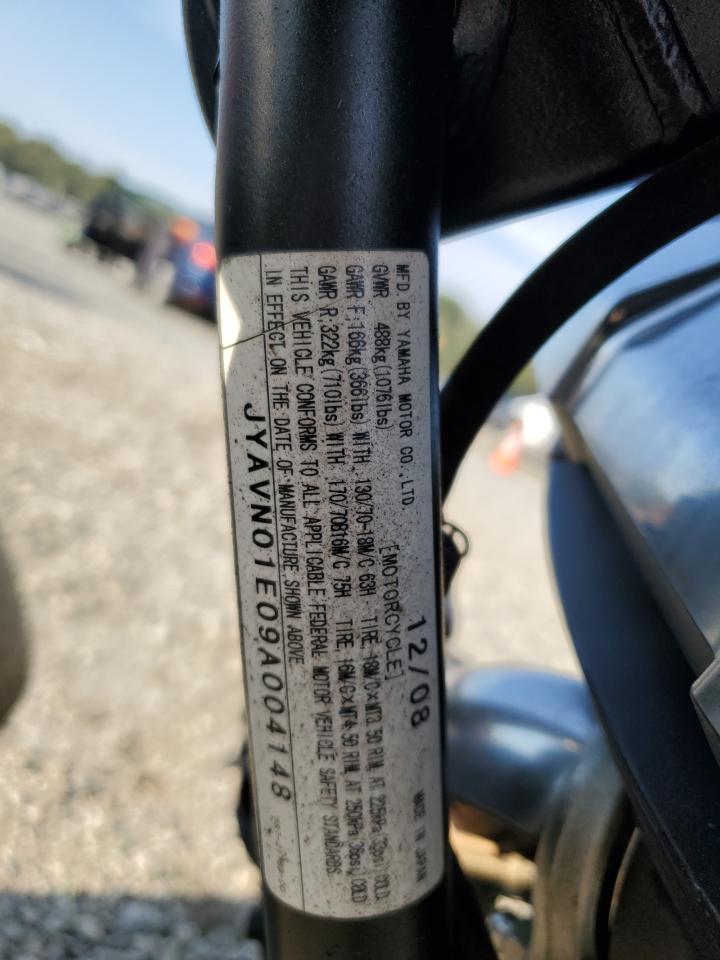 MFD BY YAMAHA MOTOR CO.,LTD. 12/08 MADE IN JAPAN
GVWR 488kg(1076lbs) [MOTORCYCLE]
GAWR F:166kg(366lbs) WITH 130/70-18M/C 63H TIRE, 18M/C×MT3.50 RIM, AT 225kPa(33psi) COLD,
GAWR R:322kg(710lbs) WITH 170/70B16M/C 75H TIRE, 16M/C×MT4.50 RIM, AT 250kPa(36psi) COLD
THIS VEHICLE CONFORMS TO ALL APPLICABLE FEDERAL MOTOR VEHICLE SAFETY STANDARDS
IN EFFECT ON THE DATE OF MANUFACTURE SHOWN ABOVE.
JYAVN01E09A004148